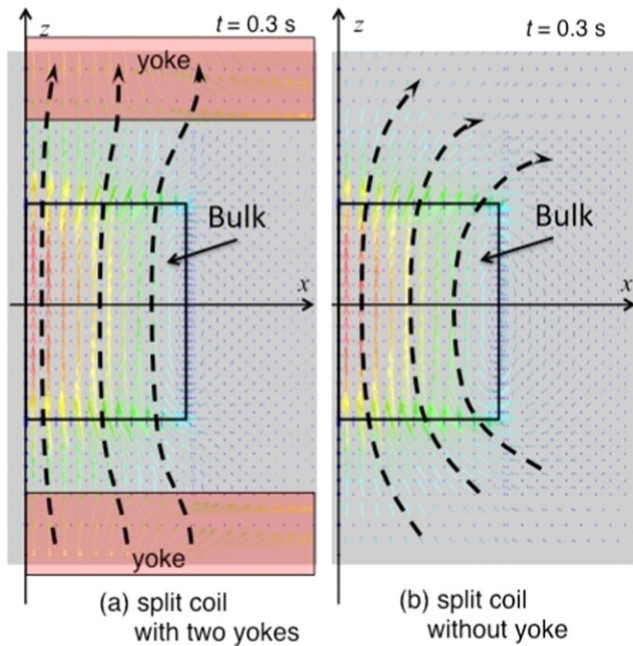 z
t = 0.3 s
yoke
Bulk
x
yoke
(a) split coil
with two yokes
z
t = 0.3 s
Bulk
x
(b) split coil
without yoke